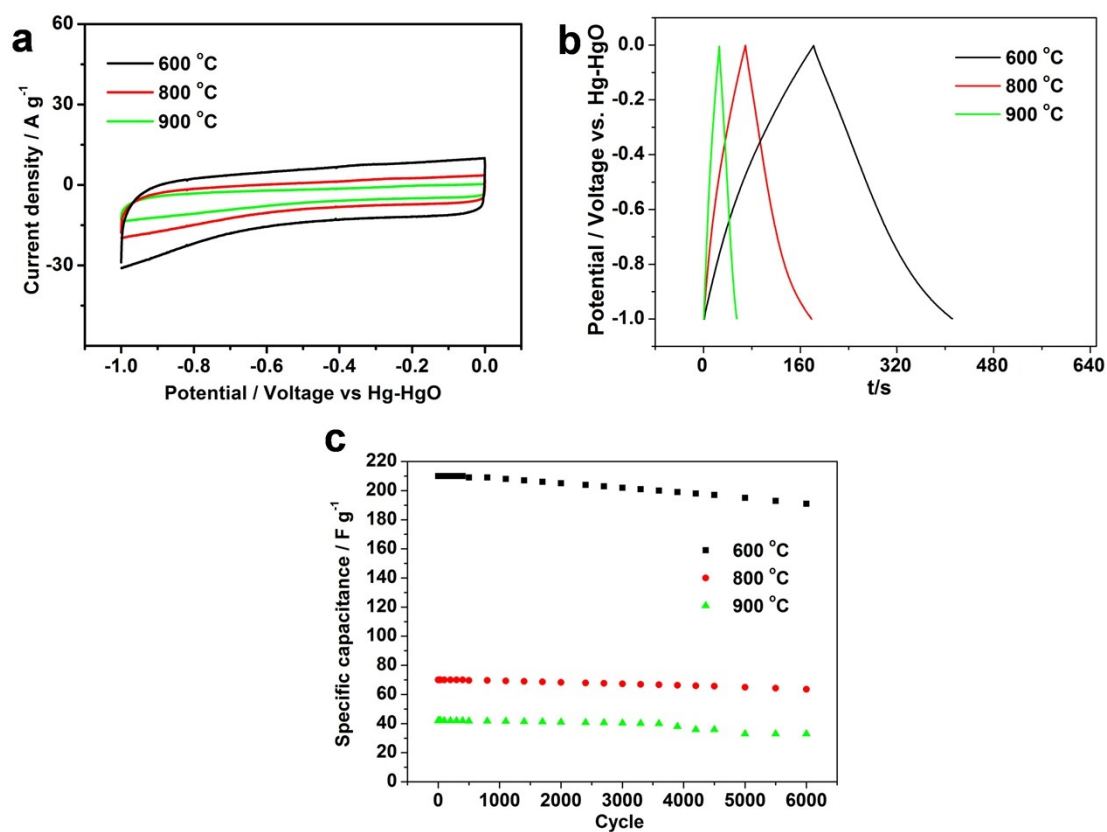 a
60
30
0
-30
Current density / A g⁻¹
600 °C
800 °C
900 °C
-1.0 -0.8 -0.6 -0.4 -0.2 0.0
Potential / Voltage vs Hg-HgO
b
0.0
-0.2
-0.4
-0.6
-0.8
-1.0
Potential / Voltage vs. Hg-HgO
600 °C
800 °C
900 °C
0 160 320 480 640
t/s
c
220
200
180
160
140
120
100
80
60
40
20
0
Specific capacitance / F g⁻¹
600 °C
800 °C
900 °C
0 1000 2000 3000 4000 5000 6000
Cycle